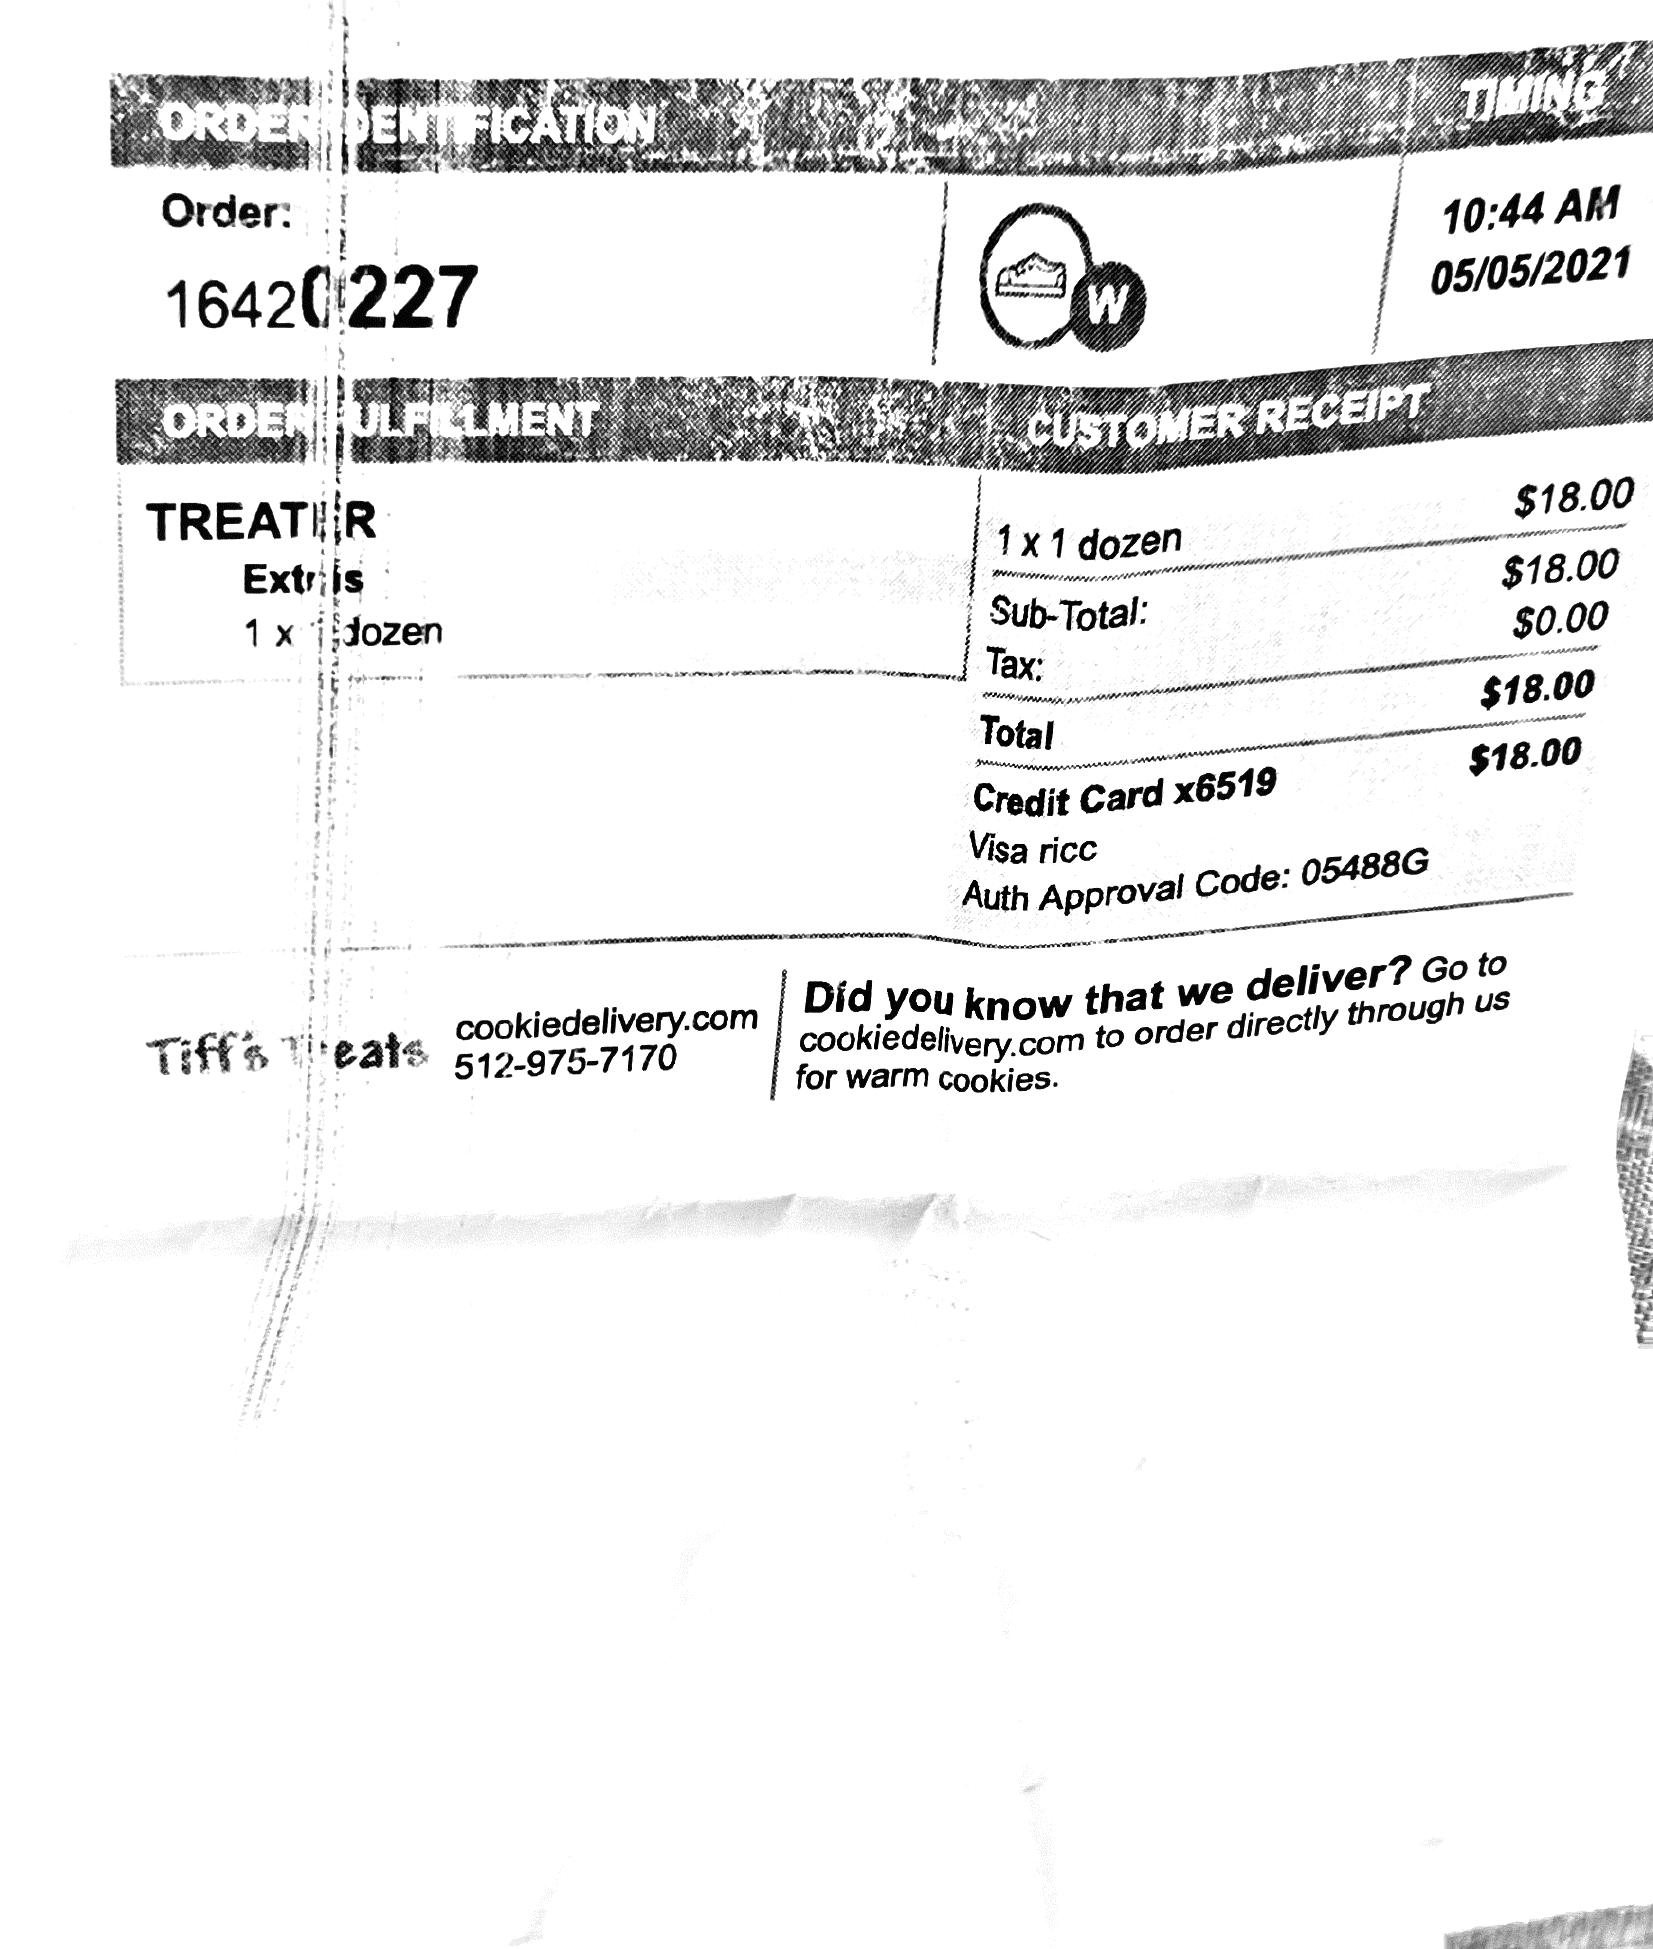 ORDER IDENTIFICATION
TIMING
Order:
16420227
W
10:44 AM
05/05/2021
ORDER FULFILLMENT
CUSTOMER RECEIPT
TREATER
Extras
1 x 1 dozen
1 x 1 dozen $18.00
Sub-Total: $18.00
Tax: $0.00
Total $18.00
Credit Card x6519 $18.00
Visa ricc
Auth Approval Code: 05488G
Tiff's Treats
cookiedelivery.com
512-975-7170
Did you know that we deliver? Go to
cookiedelivery.com to order directly through us
for warm cookies.